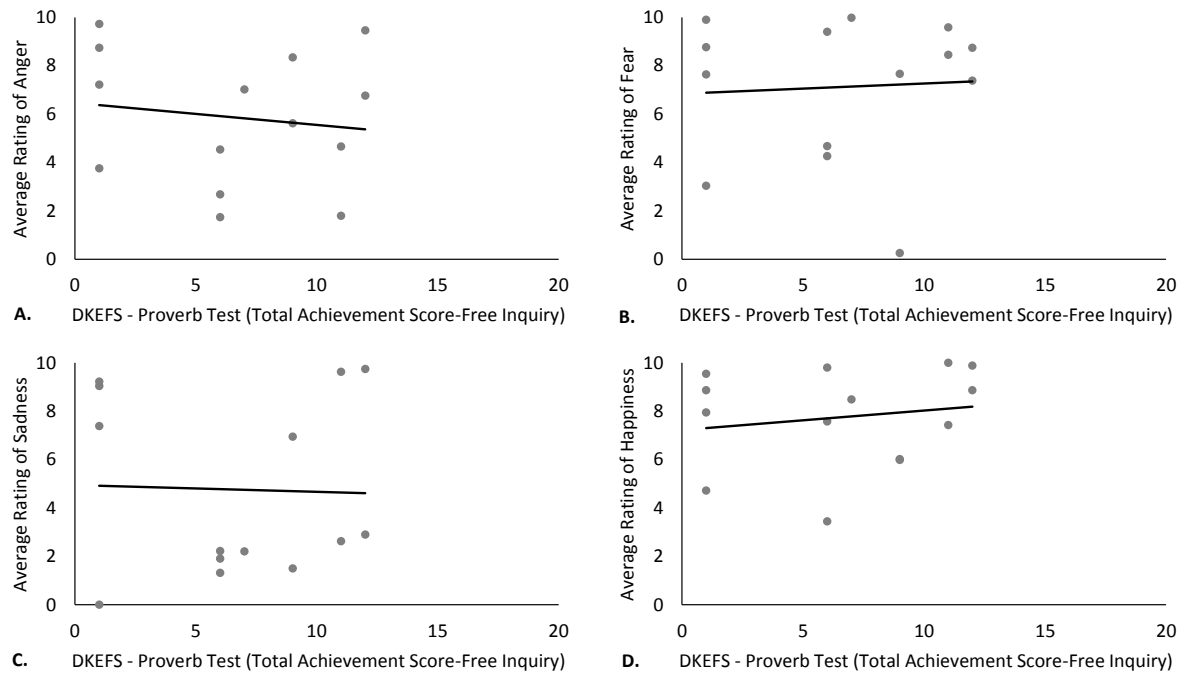 Average Rating of Anger
10
8
6
4
2
0
0 5 10 15 20
A. DKEFS - Proverb Test (Total Achievement Score-Free Inquiry)
Average Rating of Fear
10
8
6
4
2
0
0 5 10 15 20
B. DKEFS - Proverb Test (Total Achievement Score-Free Inquiry)
Average Rating of Sadness
10
8
6
4
2
0
0 5 10 15 20
C. DKEFS - Proverb Test (Total Achievement Score-Free Inquiry)
Average Rating of Happiness
10
8
6
4
2
0
0 5 10 15 20
D. DKEFS - Proverb Test (Total Achievement Score-Free Inquiry)